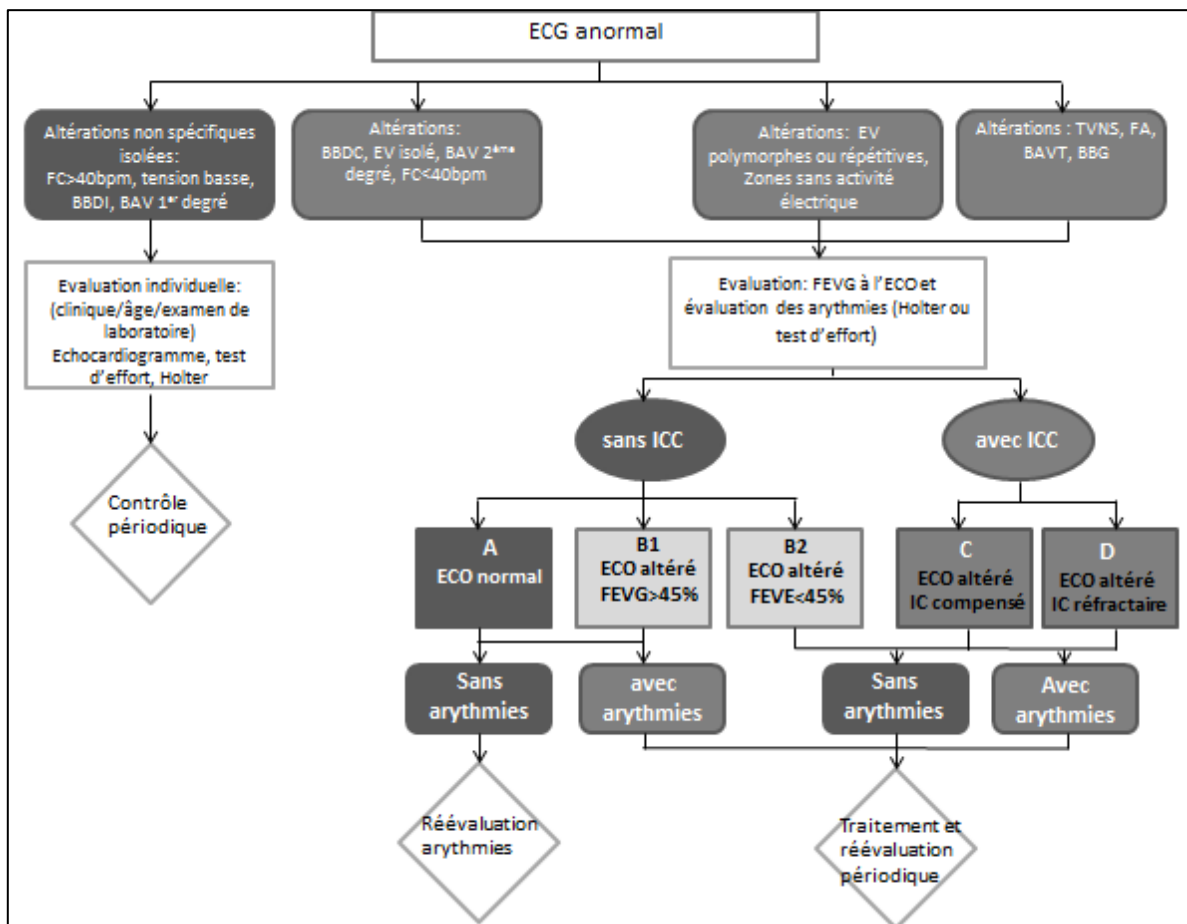 ECG anormal
Altérations non spécifiques
isolées:
FC>40bpm, tension basse,
BBDI, BAV 1er degré
Altérations:
BBDC, EV isolé, BAV 2ème
degré, FC<40bpm
Altérations: EV
polymorphes ou répétitives,
Zones sans activité
électrique
Altérations : TVNS, FA,
BAVT, BBG
Evaluation individuelle:
(clinique/âge/examen de
laboratoire)
Echocardiogramme, test
d'effort, Holter
Evaluation: FEVG à l'ECO et
évaluation des arythmies (Holter ou
test d'effort)
sans ICC
avec ICC
Contrôle
périodique
A
ECO normal
B1
ECO altéré
FEVG>45%
B2
ECO altéré
FEVE<45%
C
ECO altéré
IC compensé
D
ECO altéré
IC réfractaire
Sans
arythmies
avec
arythmies
Sans
arythmies
Avec
arythmies
Réévaluation
arythmies
Traitement et
réévaluation
périodique